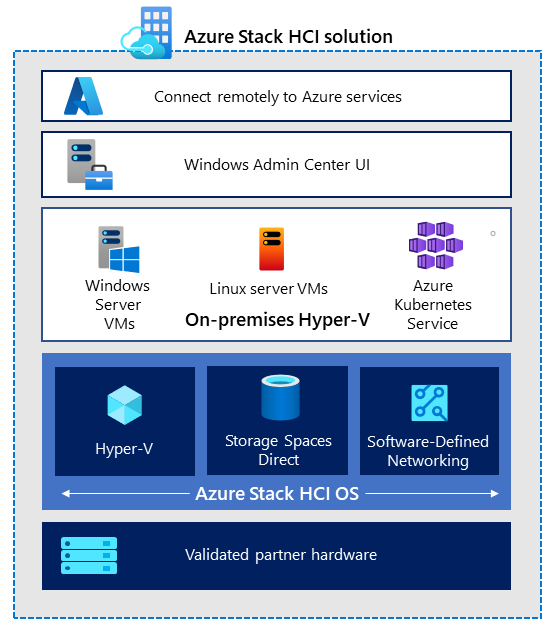 Azure Stack HCI solution
Connect remotely to Azure services
Windows Admin Center UI
Windows
Server
VMs
Linux server VMs
Azure
Kubernetes
Service
On-premises Hyper-V
Hyper-V
Storage Spaces
Direct
Software-Defined
Networking
Azure Stack HCI OS
Validated partner hardware